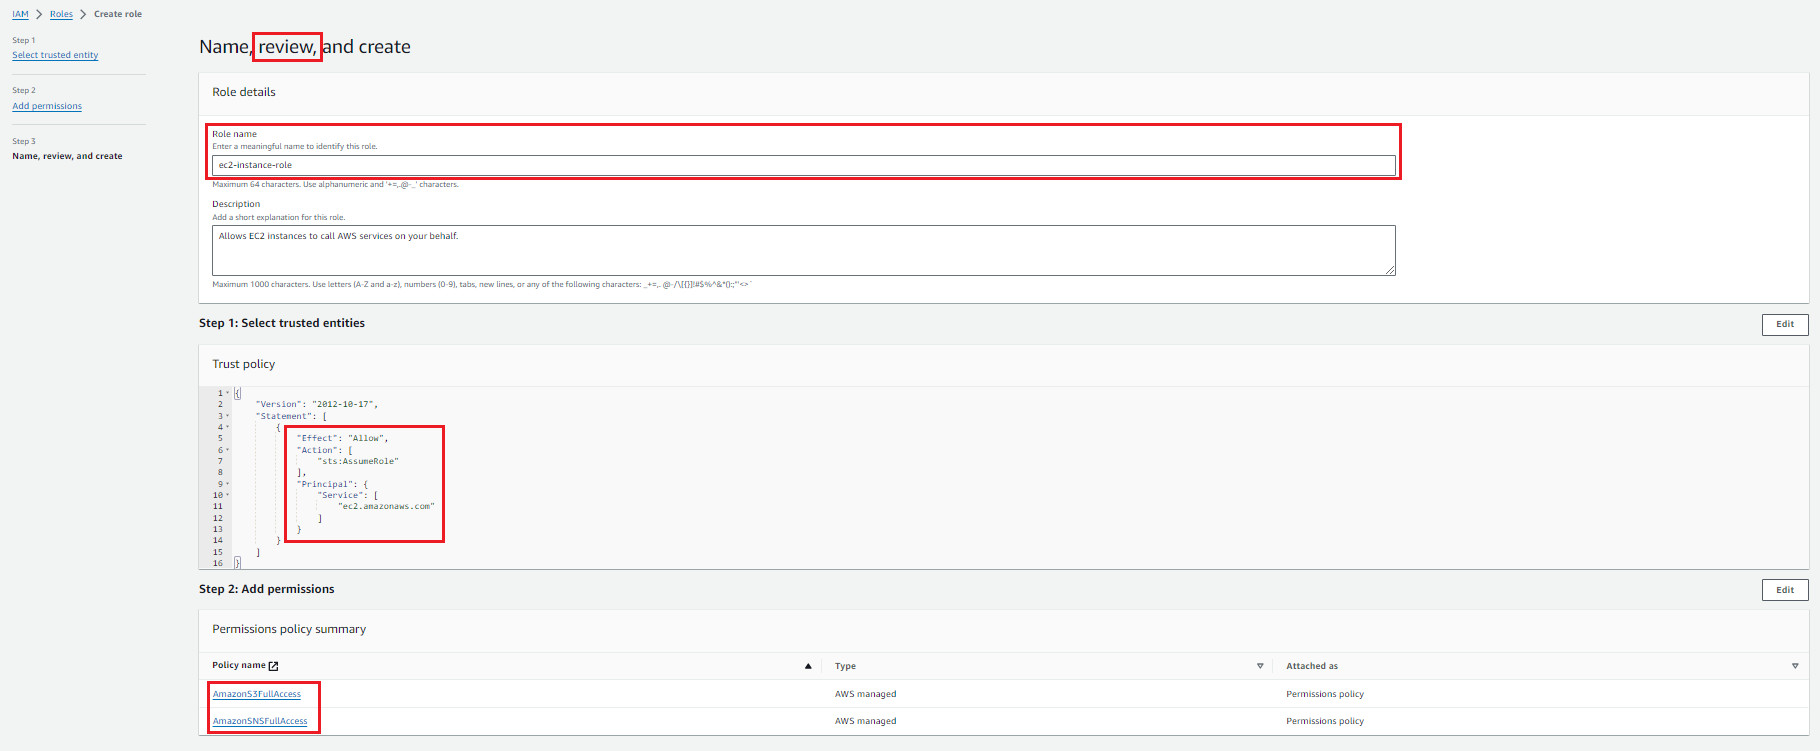 IAM > Roles > Create role
Step 1
Select trusted entity
Step 2
Add permissions
Step 3
Name, review, and create
Name, review, and create
Role details
Role name
Enter a meaningful name to identify this role.
ec2-instance-role
Maximum 64 characters. Use alphanumeric and '+=,.@-_' characters.
Description
Add a short explanation for this role.
Allows EC2 instances to call AWS services on your behalf.
Maximum 1000 characters. Use letters (A-Z and a-z), numbers (0-9), tabs, new lines, or any of the following characters: _+=,. @-/\[{}]!#$%^&*();:"'<>`
Step 1: Select trusted entities
Edit
Trust policy
1 {
2 "Version": "2012-10-17",
3 "Statement": [
4 {
5 "Effect": "Allow",
6 "Action": [
7 "sts:AssumeRole"
8 ],
9 "Principal": {
10 "Service": [
11 "ec2.amazonaws.com"
12 ]
13 }
14 }
15 ]
16 }
Step 2: Add permissions
Edit
Permissions policy summary
Policy name Type Attached as
AmazonS3FullAccess AWS managed Permissions policy
AmazonSNSFullAccess AWS managed Permissions policy